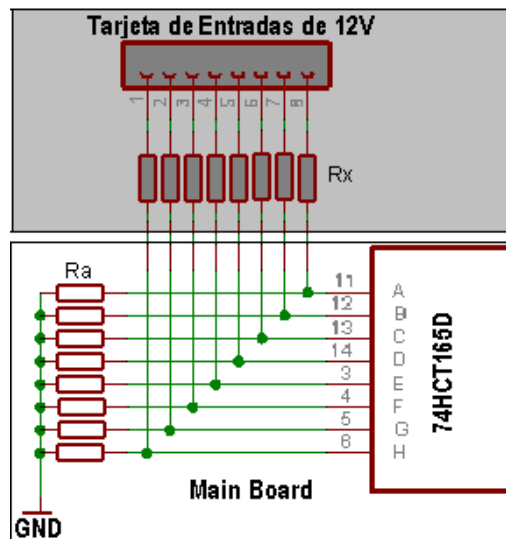 Tarjeta de Entradas de 12V
1 2 3 4 5 6 7 8
Rx
Ra
11 A
12 B
13 C
14 D
3 E
4 F
5 G
6 H
74HCT165D
Main Board
GND